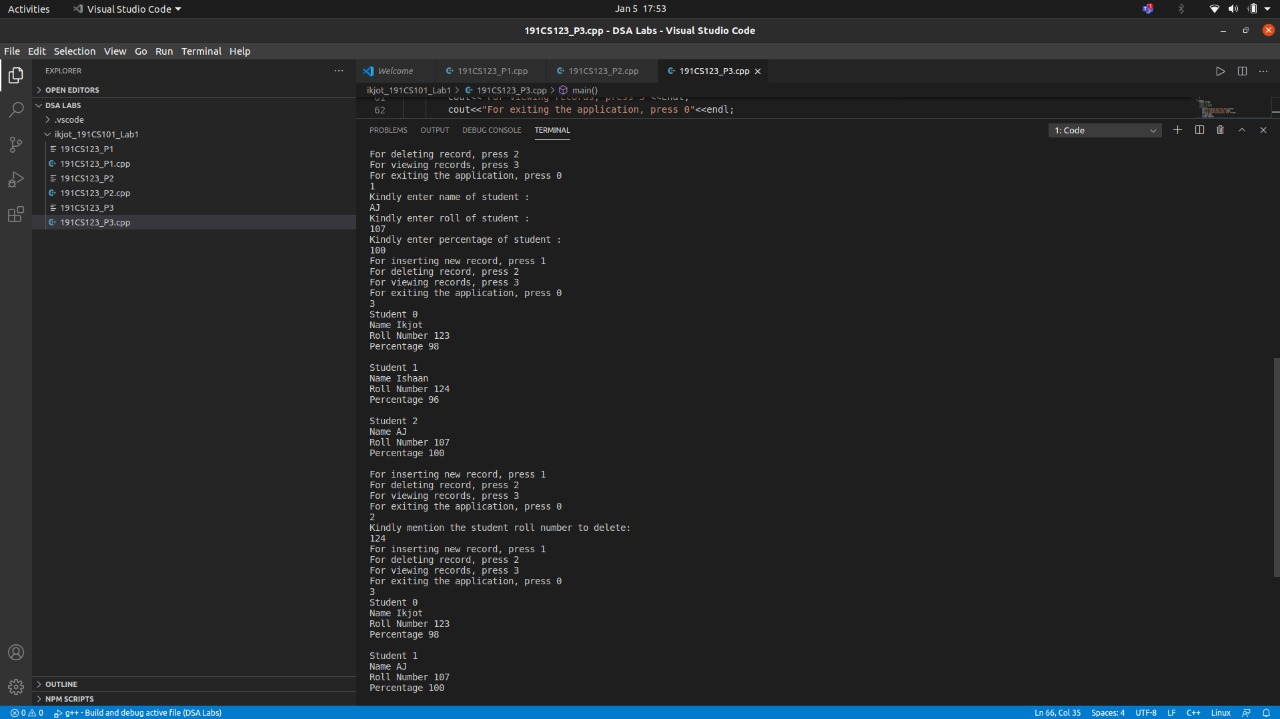 Activities Visual Studio Code Jan 5 17:53
191CS123_P3.cpp - DSA Labs - Visual Studio Code
File Edit Selection View Go Run Terminal Help
EXPLORER
OPEN EDITORS
DSA LABS
.vscode
ikjot_191CS101_Lab1
191CS123_P1
191CS123_P1.cpp
191CS123_P2
191CS123_P2.cpp
191CS123_P3
191CS123_P3.cpp
OUTLINE
NPM SCRIPTS
Welcome 191CS123_P1.cpp 191CS123_P2.cpp 191CS123_P3.cpp
ikjot_191CS101_Lab1 > 191CS123_P3.cpp > main()
61 cout<<"For viewing records, press 3"<<endl;
62 cout<<"For exiting the application, press 0"<<endl;
PROBLEMS OUTPUT DEBUG CONSOLE TERMINAL 1: Code
For deleting record, press 2
For viewing records, press 3
For exiting the application, press 0
1
Kindly enter name of student :
AJ
Kindly enter roll of student :
107
Kindly enter percentage of student :
100
For inserting new record, press 1
For deleting record, press 2
For viewing records, press 3
For exiting the application, press 0
3
Student 0
Name Ikjot
Roll Number 123
Percentage 98
Student 1
Name Ishaan
Roll Number 124
Percentage 96
Student 2
Name AJ
Roll Number 107
Percentage 100
For inserting new record, press 1
For deleting record, press 2
For viewing records, press 3
For exiting the application, press 0
2
Kindly mention the student roll number to delete:
124
For inserting new record, press 1
For deleting record, press 2
For viewing records, press 3
For exiting the application, press 0
3
Student 0
Name Ikjot
Roll Number 123
Percentage 98
Student 1
Name AJ
Roll Number 107
Percentage 100
0 0 g++ - Build and debug active file (DSA Labs) Ln 66, Col 35 Spaces: 4 UTF-8 LF C++ Linux